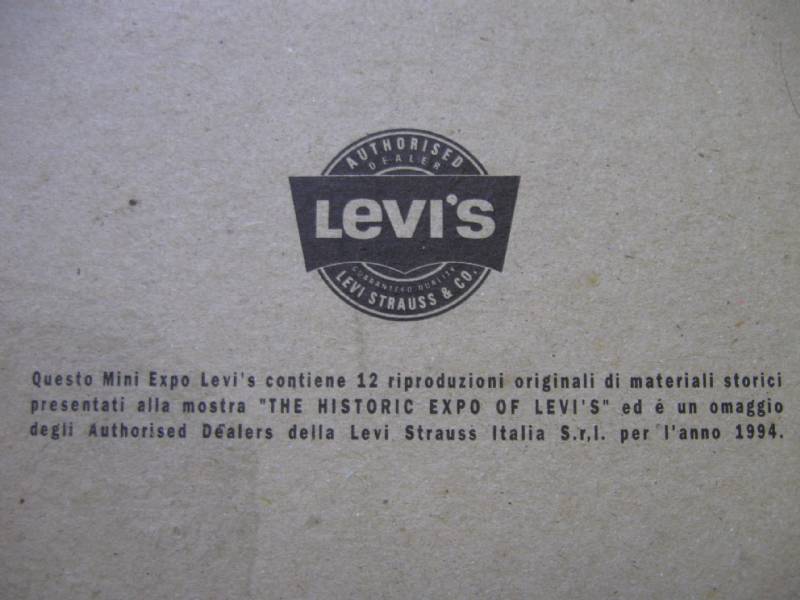 AUTHORISED
DEALER
LEVI'S
GUARANTEED QUALITY
LEVI STRAUSS & CO.
Questo Mini Expo Levi's contiene 12 riproduzioni originali di materiali storici
presentati alla mostra "THE HISTORIC EXPO OF LEVI'S" ed é un omaggio
degli Authorised Dealers della Levi Strauss Italia S.r,l. per l'anno 1994.